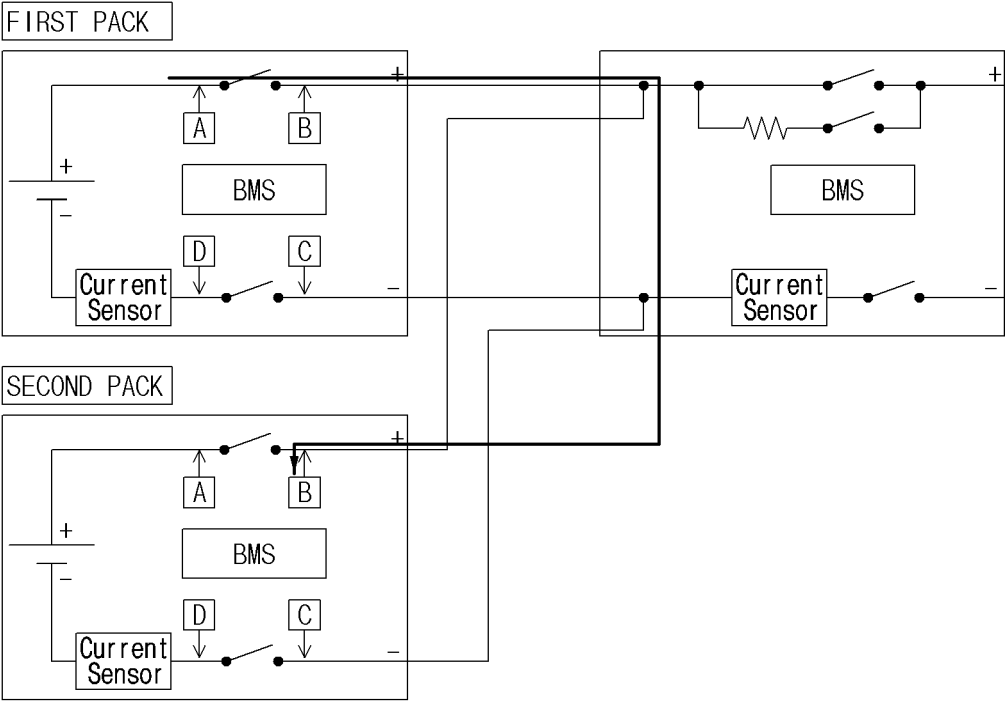 FIRST PACK
+
+
A
B
+
BMS
BMS
−
D
C
Current
Sensor
−
Current
Sensor
−
SECOND PACK
+
A
B
+
BMS
−
D
C
Current
Sensor
−